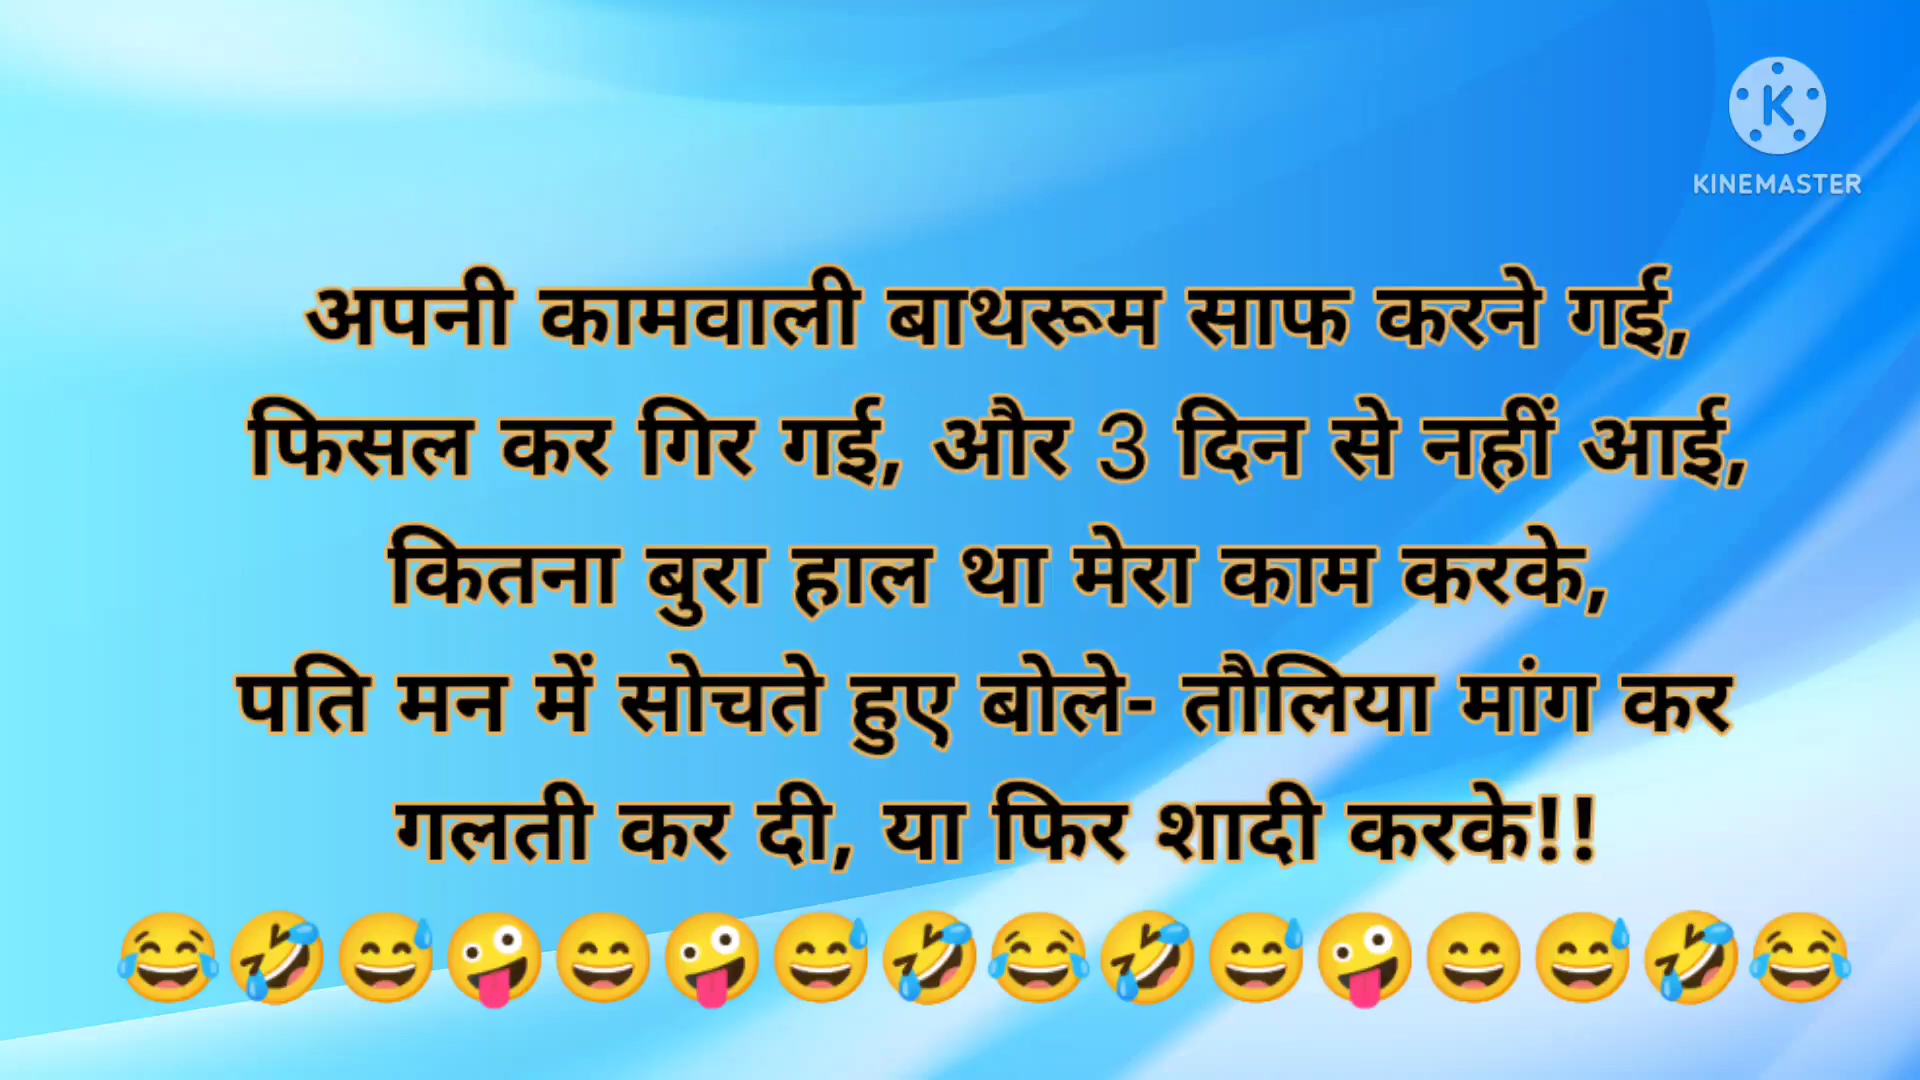 KINEMASTER
अपनी कामवाली बाथरूम साफ करने गई,
फिसल कर गिर गई, और 3 दिन से नहीं आई,
कितना बुरा हाल था मेरा काम करके,
पति मन में सोचते हुए बोले- तौलिया मांग कर
गलती कर दी, या फिर शादी करके!!
😂🤣😅🤪😄🤪😅🤣😂🤣😅🤪😄😅🤣😂